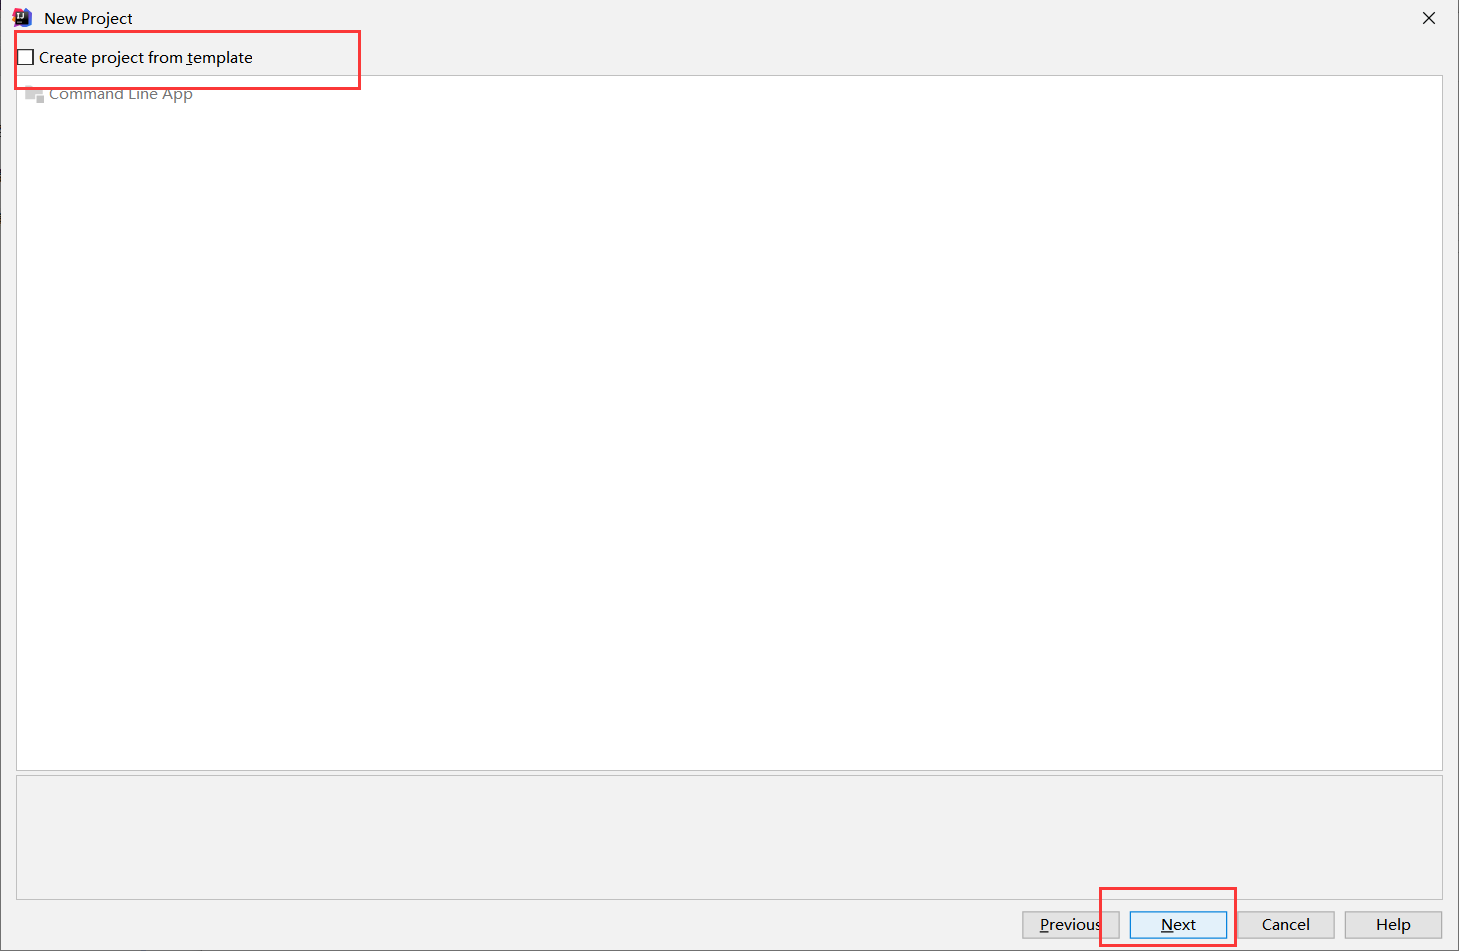 New Project
Create project from template
Command Line App
Previous Next Cancel Help